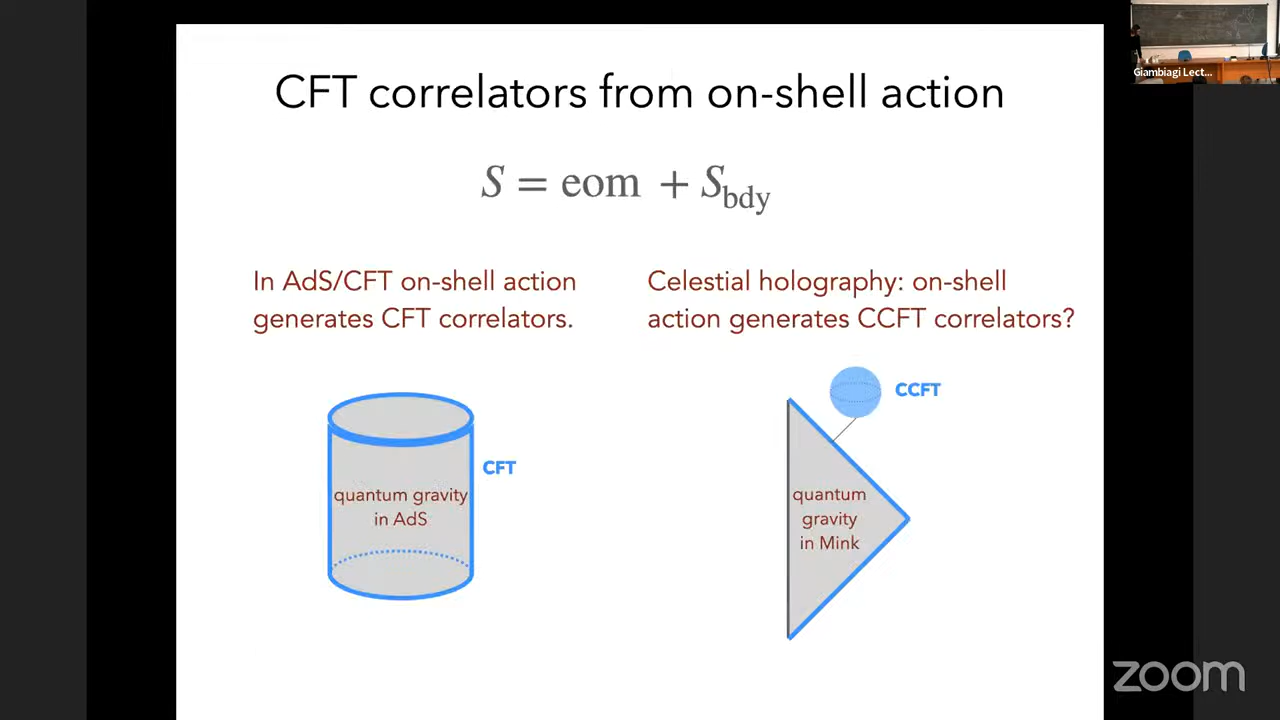 CFT correlators from on-shell action
S = eom + S_bdy
In AdS/CFT on-shell action
generates CFT correlators.
Celestial holography: on-shell
action generates CCFT correlators?
CCFT
CFT
quantum gravity
in AdS
quantum
gravity
in Mink
Giambiagi Lect...
zoom